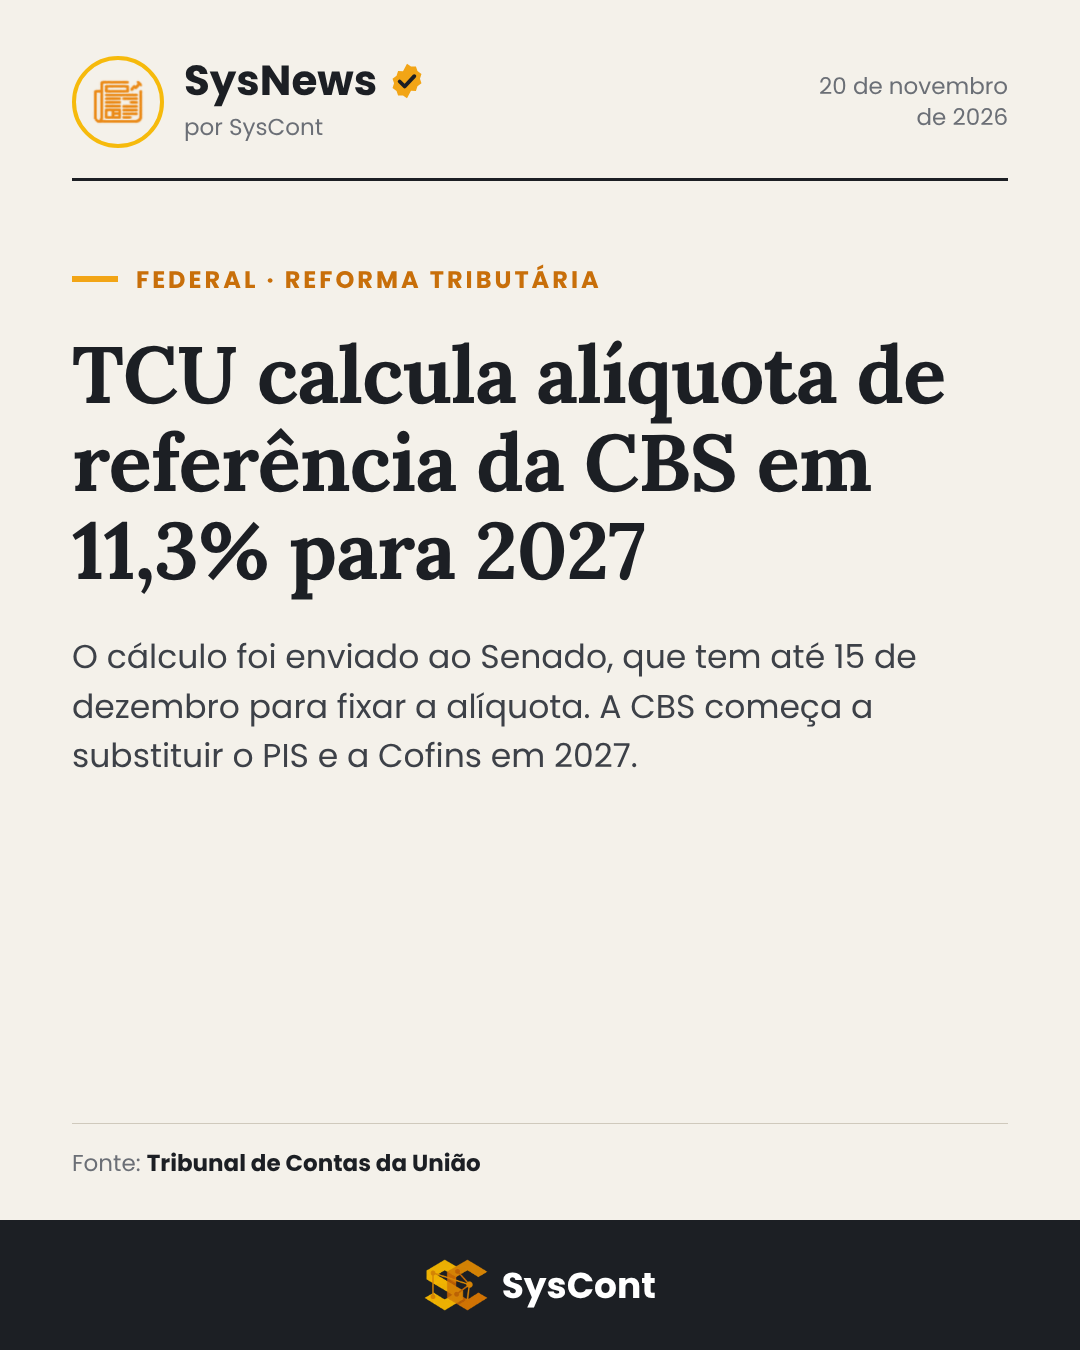 SysNews
por SysCont
20 de novembro
de 2026
FEDERAL · REFORMA TRIBUTÁRIA
TCU calcula alíquota de
referência da CBS em
11,3% para 2027
O cálculo foi enviado ao Senado, que tem até 15 de
dezembro para fixar a alíquota. A CBS começa a
substituir o PIS e a Cofins em 2027.
Fonte: Tribunal de Contas da União
SysCont